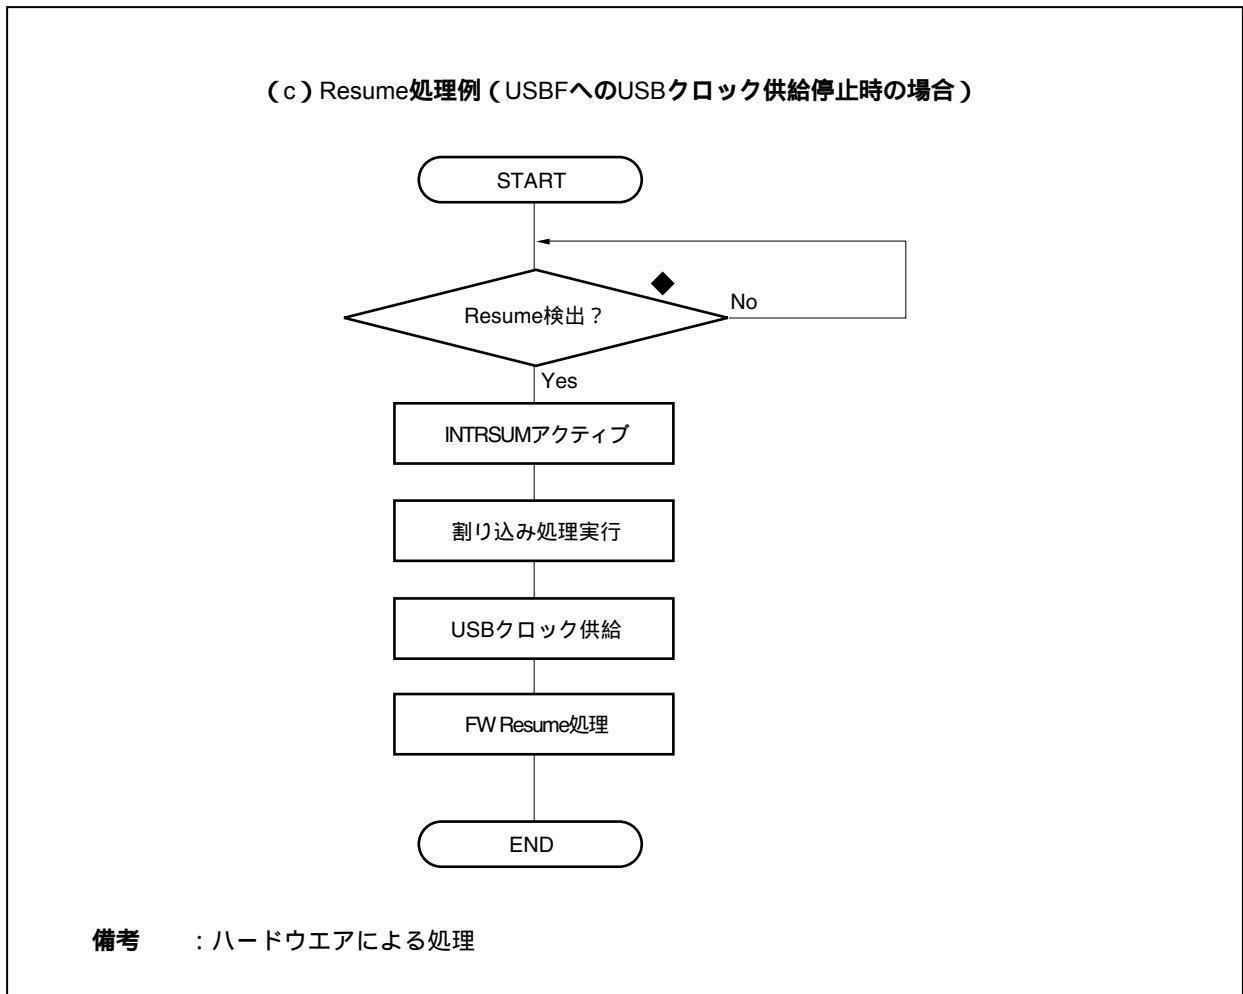 （c）Resume処理例（USBFへのUSBクロック供給停止時の場合）
START
Resume検出？
No
Yes
INTRSUMアクティブ
割り込み処理実行
USBクロック供給
FW Resume処理
END
備考　：ハードウエアによる処理